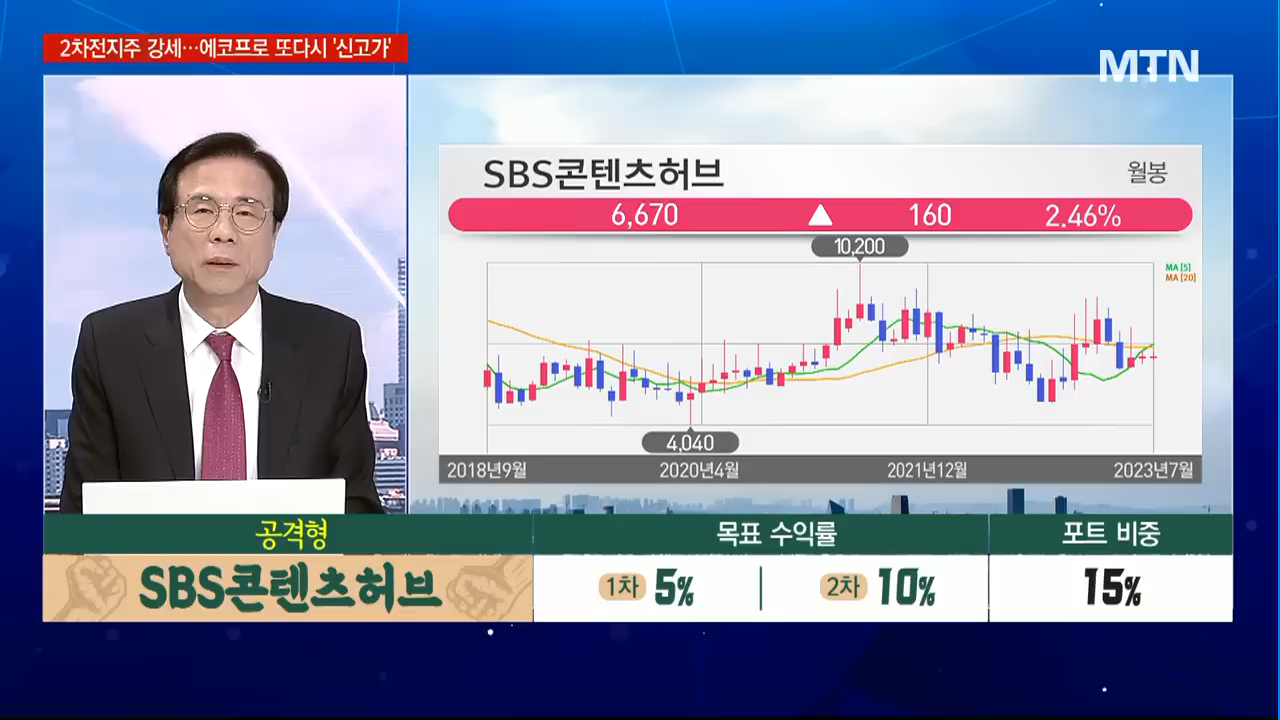 2차전지주 강세…에코프로 또다시 '신고가'
MTN
SBS콘텐츠허브
월봉
6,670 ▲ 160 2.46%
10,200
MA [5]
MA [20]
4,040
2018년9월 2020년4월 2021년12월 2023년7월
공격형 목표 수익률 포트 비중
SBS콘텐츠허브 1차 5% 2차 10% 15%